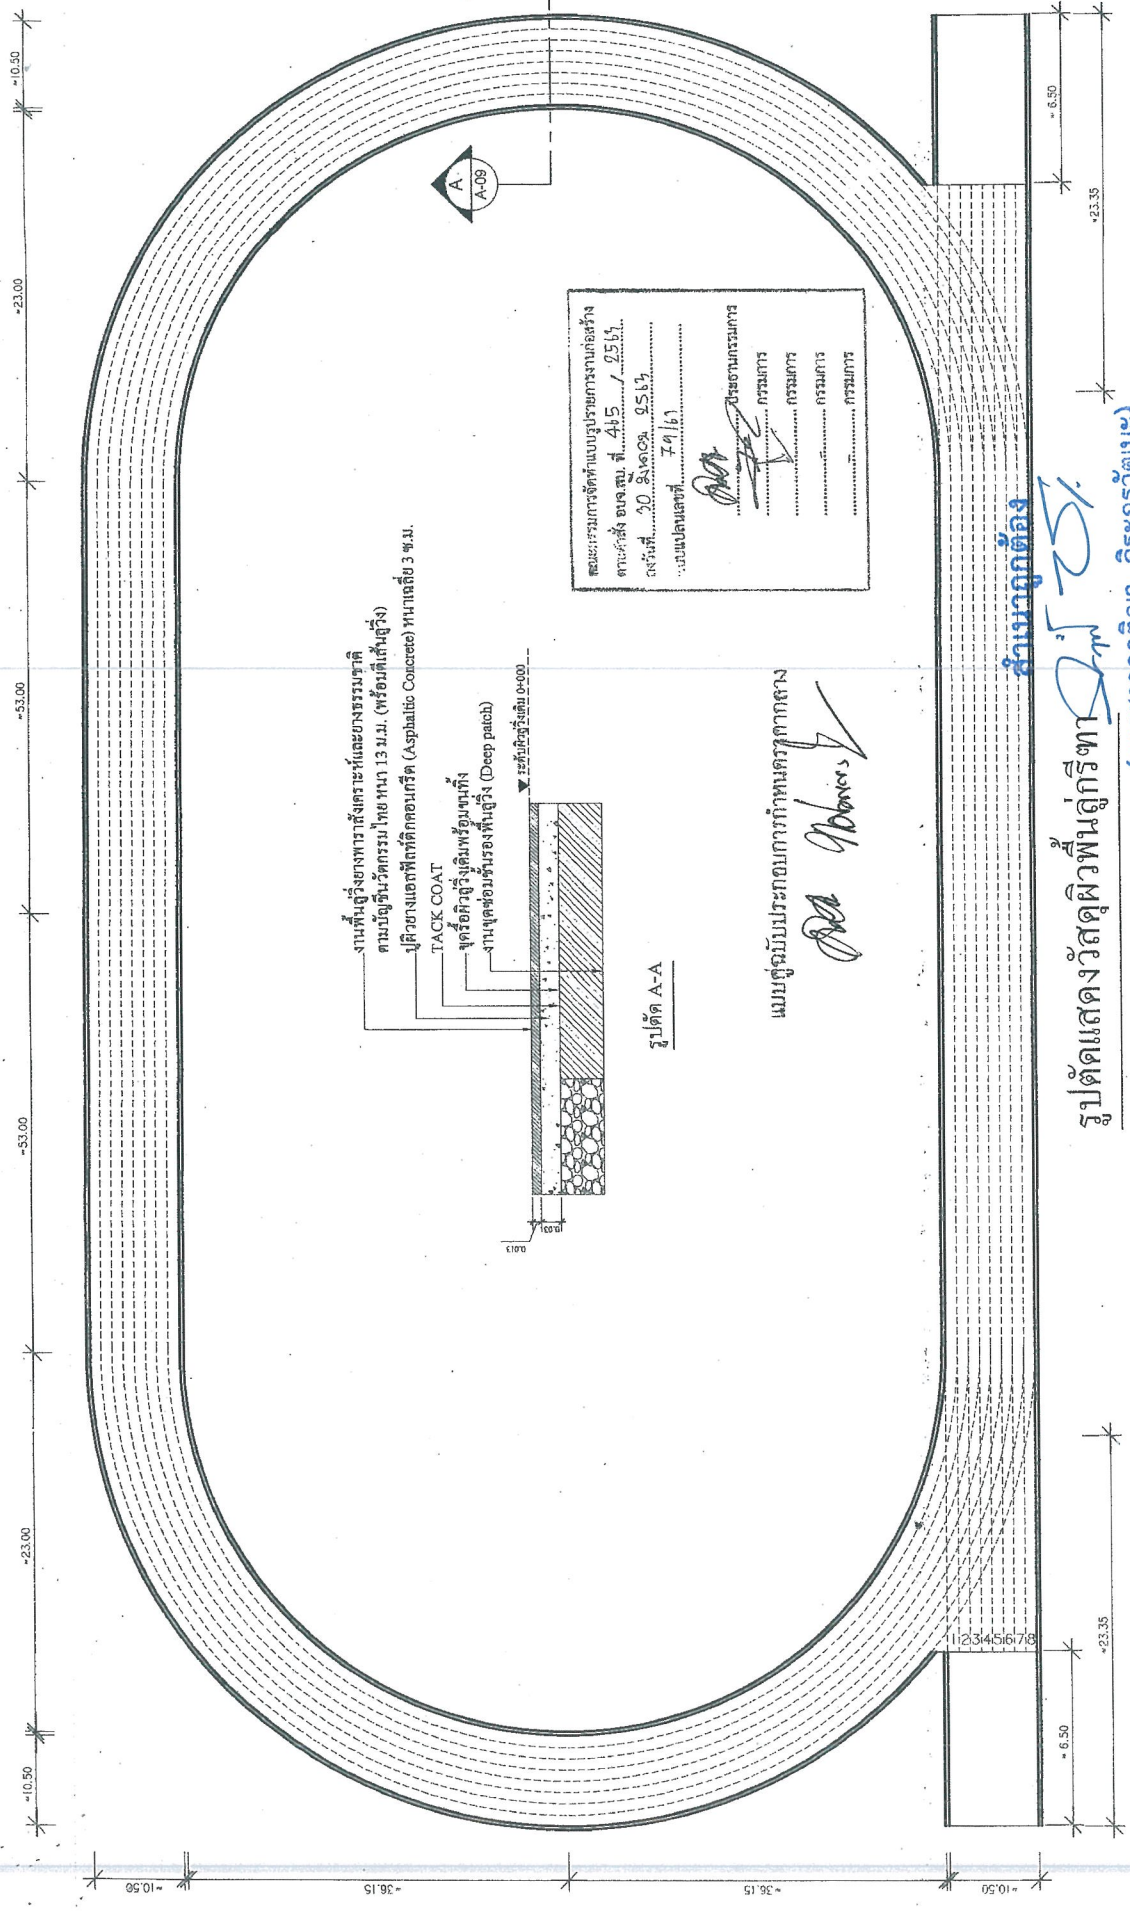 ≈10.50
≈23.00
≈53.00
≈53.00
≈23.00
≈10.50
≈10.50
≈36.15
≈36.15
≈10.50
A
A-09
งานพื้นลู่วิ่งยางพาราสังเคราะห์และยางธรรมชาติ
ตามบัญชีนวัตกรรมไทย หนา 13 ม.ม. (พร้อมตีเส้นลู่วิ่ง)
ปูผิวยางแอสฟัลท์ติกคอนกรีต (Asphaltic Concrete) หนาเฉลี่ย 3 ซ.ม.
TACK COAT
ขูดรื้อผิวลู่วิ่งเดิมพร้อมขนทิ้ง
งานขุดซ่อมชั้นรองพื้นลู่วิ่ง (Deep patch)
ระดับผิวลู่วิ่งเดิม 0+000
0.013
0.031
รูปตัด A-A
คณะกรรมการจัดทำแบบรูปรายการงานก่อสร้าง
ตามคำสั่ง อบจ.สบ. ที่ 465 / 2567
ลงวันที่ 30 2567
แบบแปลนเลขที่ 79/67
ประธานกรรมการ
กรรมการ
กรรมการ
กรรมการ
กรรมการ
แบบคู่ฉบับประกอบการกำหนดราคากลาง
สำเนาถูกต้อง
1 2 3 4 5 6 7 8
≈6.50
≈23.35
≈6.50
≈23.35
รูปตัดแสดงวัสดุผิวพื้นลู่กรีฑา